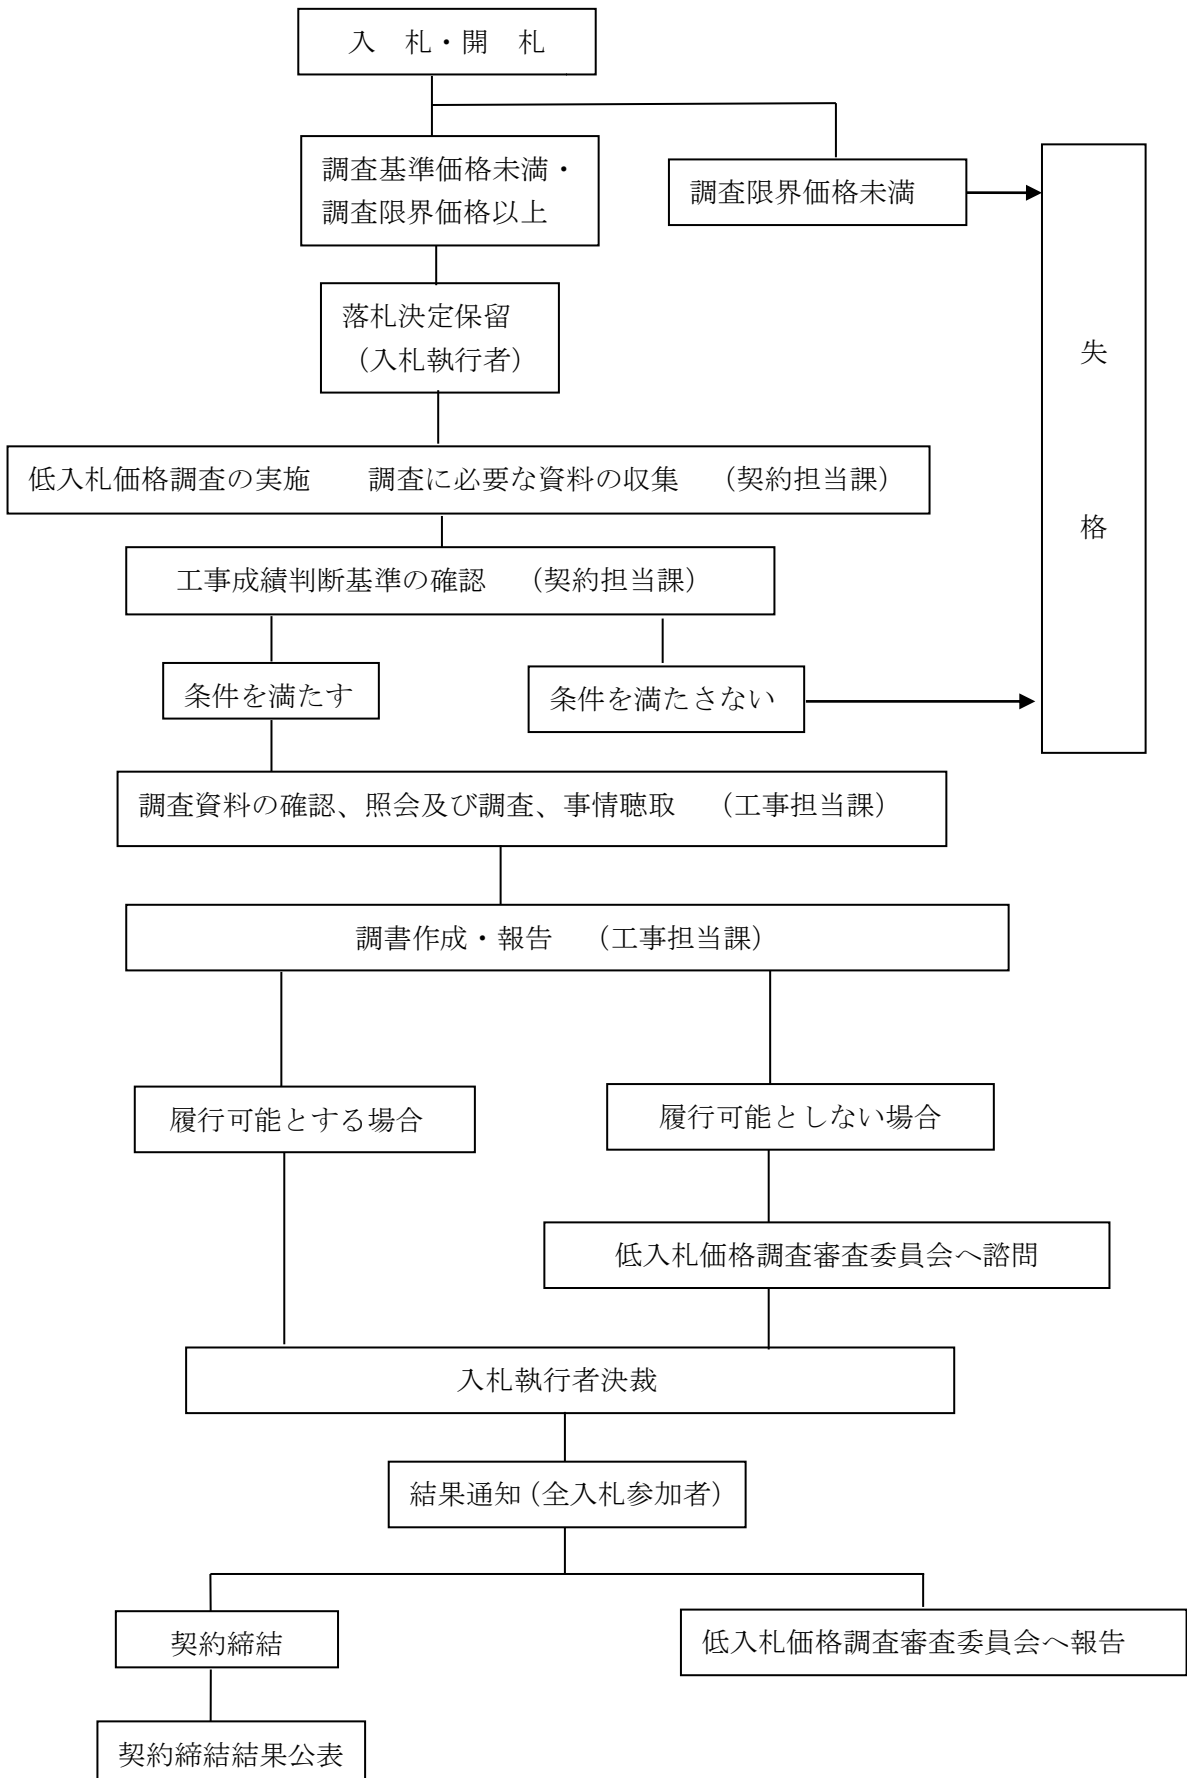 入　札・開　札
調査基準価格未満・
調査限界価格以上
調査限界価格未満
落札決定保留
（入札執行者）
失
格
低入札価格調査の実施　　調査に必要な資料の収集　（契約担当課）
工事成績判断基準の確認　（契約担当課）
条件を満たす
条件を満たさない
調査資料の確認、照会及び調査、事情聴取　（工事担当課）
調書作成・報告　（工事担当課）
履行可能とする場合
履行可能としない場合
低入札価格調査審査委員会へ諮問
入札執行者決裁
結果通知（全入札参加者）
契約締結
低入札価格調査審査委員会へ報告
契約締結結果公表